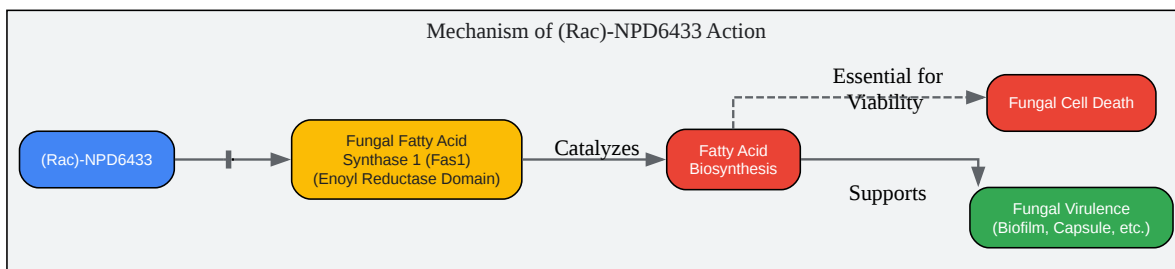 Mechanism of (Rac)-NPD6433 Action
(Rac)-NPD6433
Fungal Fatty Acid
Synthase 1 (Fas1)
(Enoyl Reductase Domain)
Catalyzes
Fatty Acid
Biosynthesis
Essential for
Viability
Fungal Cell Death
Supports
Fungal Virulence
(Biofilm, Capsule, etc.)